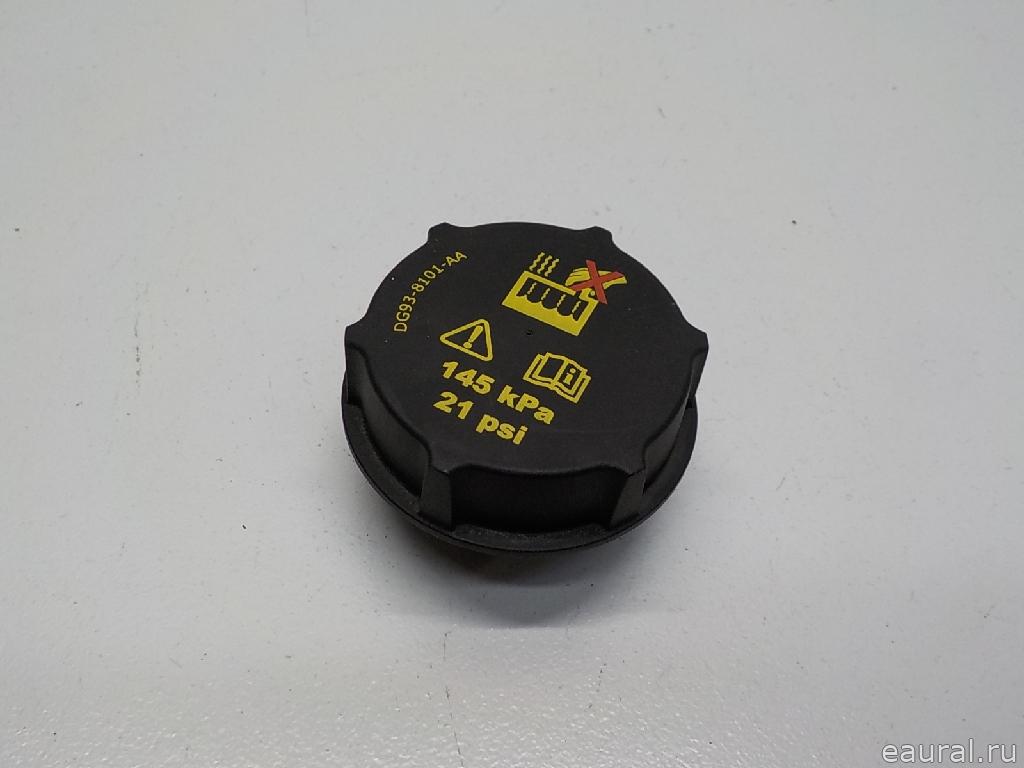 DG93-8101-AA
145 kPa
21 psi
eaural.ru